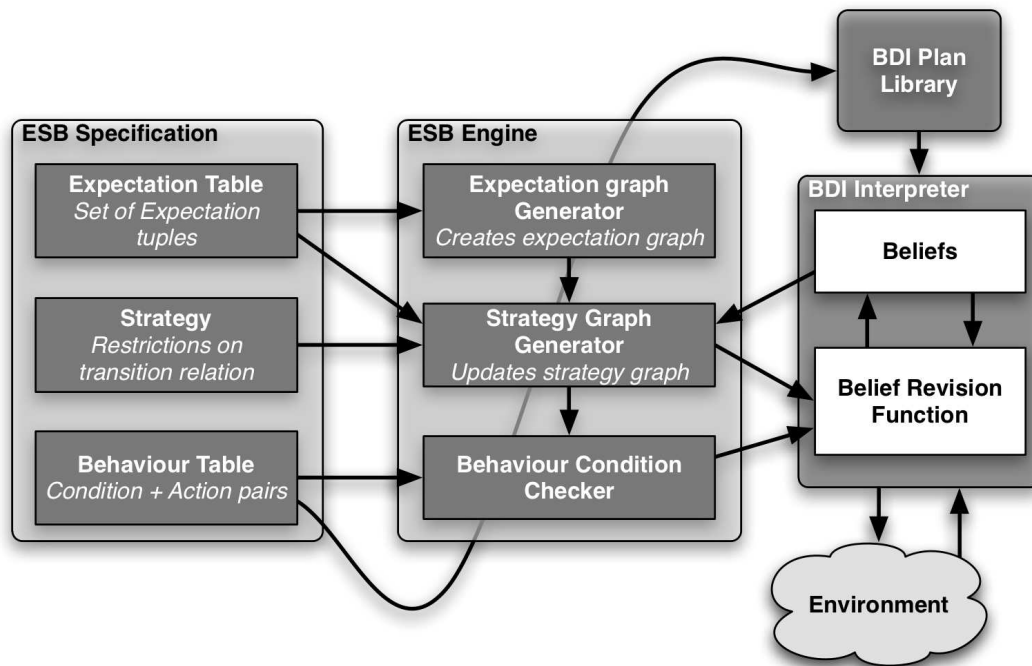 BDI Plan
Library
ESB Specification
Expectation Table
Set of Expectation
tuples
Strategy
Restrictions on
transition relation
Behaviour Table
Condition + Action pairs
ESB Engine
Expectation graph
Generator
Creates expectation graph
Strategy Graph
Generator
Updates strategy graph
Behaviour Condition
Checker
BDI Interpreter
Beliefs
Belief Revision
Function
Environment